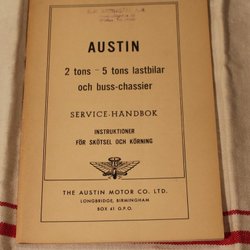 AUSTIN
2 tons - 5 tons lastbilar
och buss-chassier
SERVICE-HANDBOK
INSTRUKTIONER
FÖR SKÖTSEL OCH KÖRNING
THE AUSTIN MOTOR CO. LTD.
LONGBRIDGE, BIRMINGHAM
BOX 41 G.P.O.